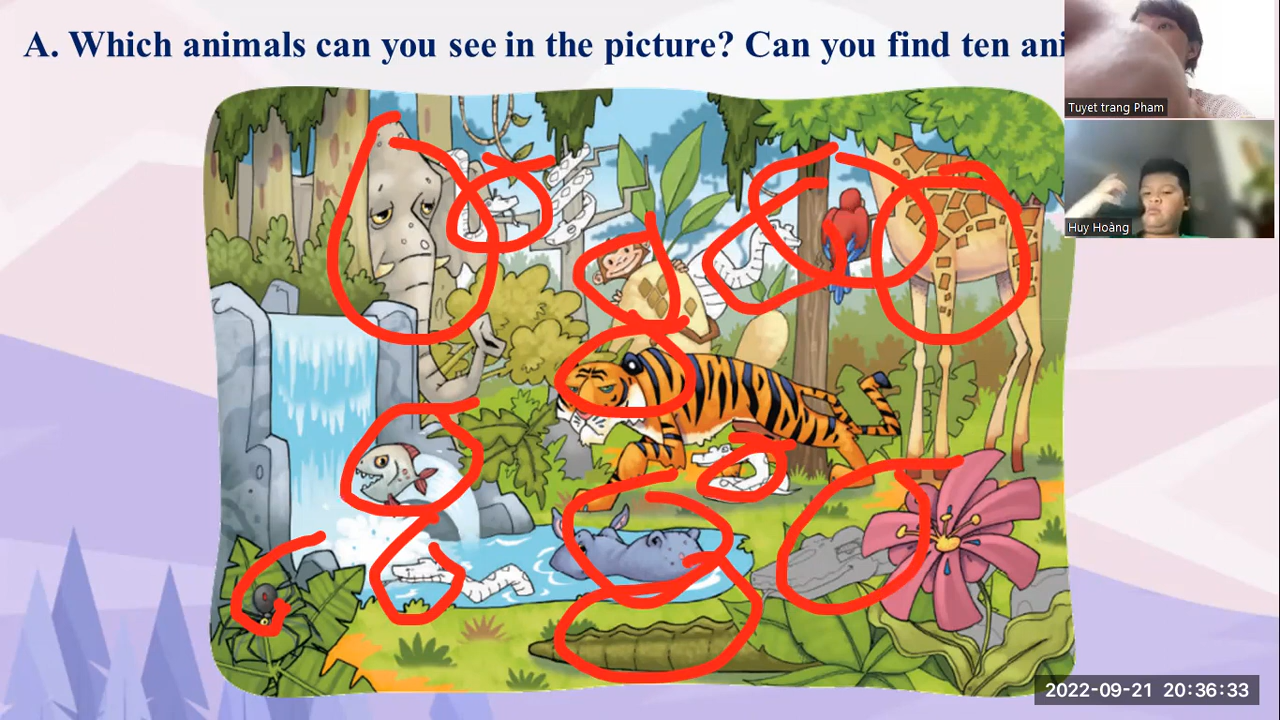 A. Which animals can you see in the picture? Can you find ten ani
Tuyet trang Pham
Huy Hoàng
2022-09-21 20:36:33